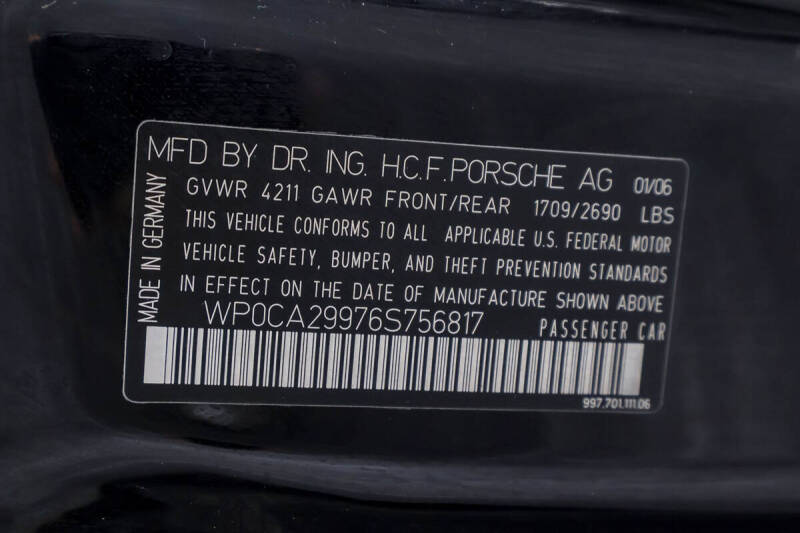 MFD BY DR. ING. H.C.F. PORSCHE AG 01/06
GVWR 4211 GAWR FRONT/REAR 1709/2690 LBS
THIS VEHICLE CONFORMS TO ALL APPLICABLE U.S. FEDERAL MOTOR
VEHICLE SAFETY, BUMPER, AND THEFT PREVENTION STANDARDS
IN EFFECT ON THE DATE OF MANUFACTURE SHOWN ABOVE
WP0CA29976S756817 PASSENGER CAR
997.701.111.06
MADE IN GERMANY